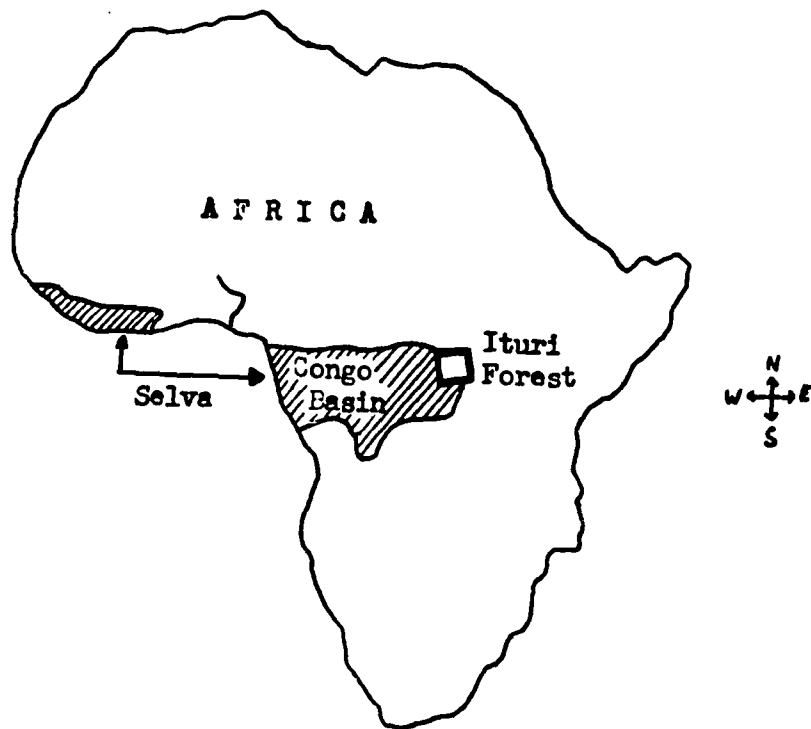 AFRICA
Ituri
Forest
Congo
Basin
Selva
N
W E
S